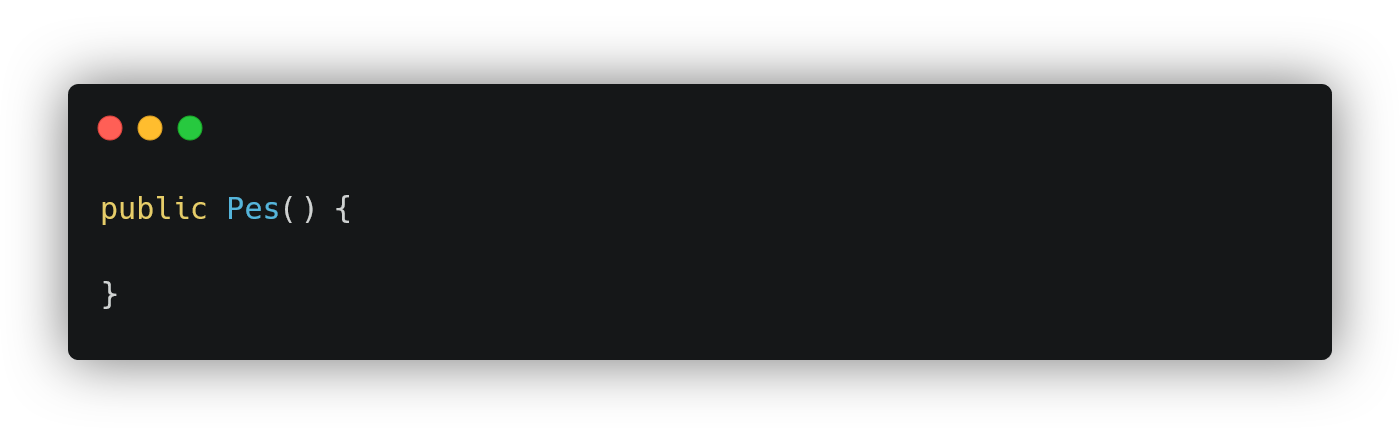 public Pes() {
}